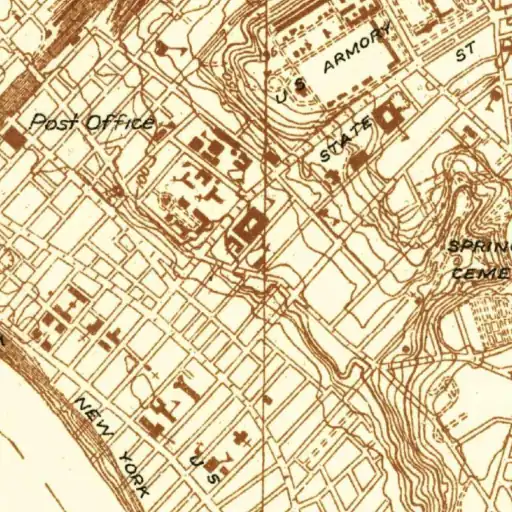 U S ARMORY
ST
STATE
Post Office
SPRING
CEME
NEW YORK
U S